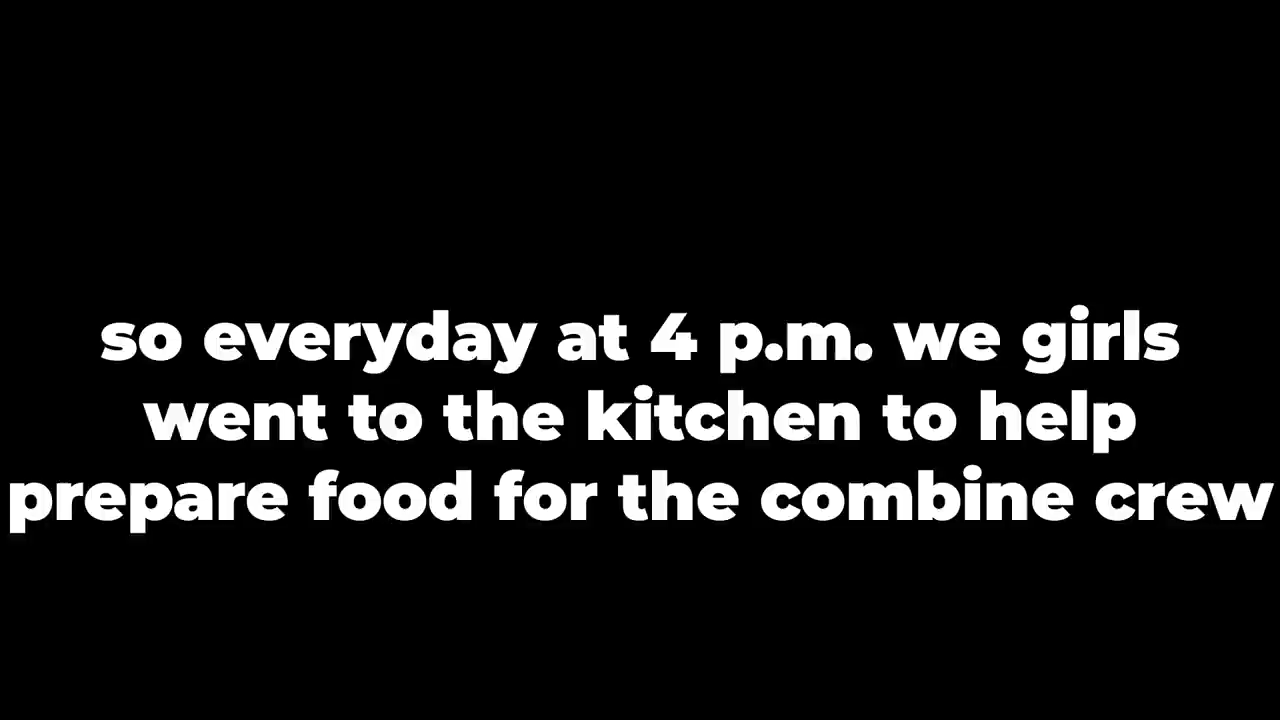 so everyday at 4 p.m. we girls
went to the kitchen to help
prepare food for the combine crew